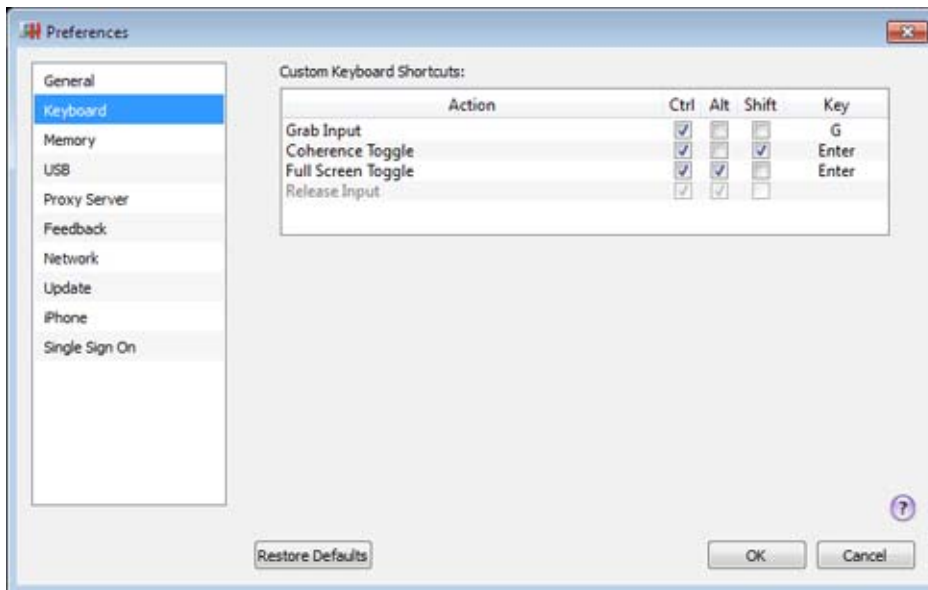 Preferences
General
Keyboard
Memory
USB
Proxy Server
Feedback
Network
Update
iPhone
Single Sign On
Custom Keyboard Shortcuts:
Action Ctrl Alt Shift Key
Grab Input G
Coherence Toggle Enter
Full Screen Toggle Enter
Release Input
?
Restore Defaults OK Cancel